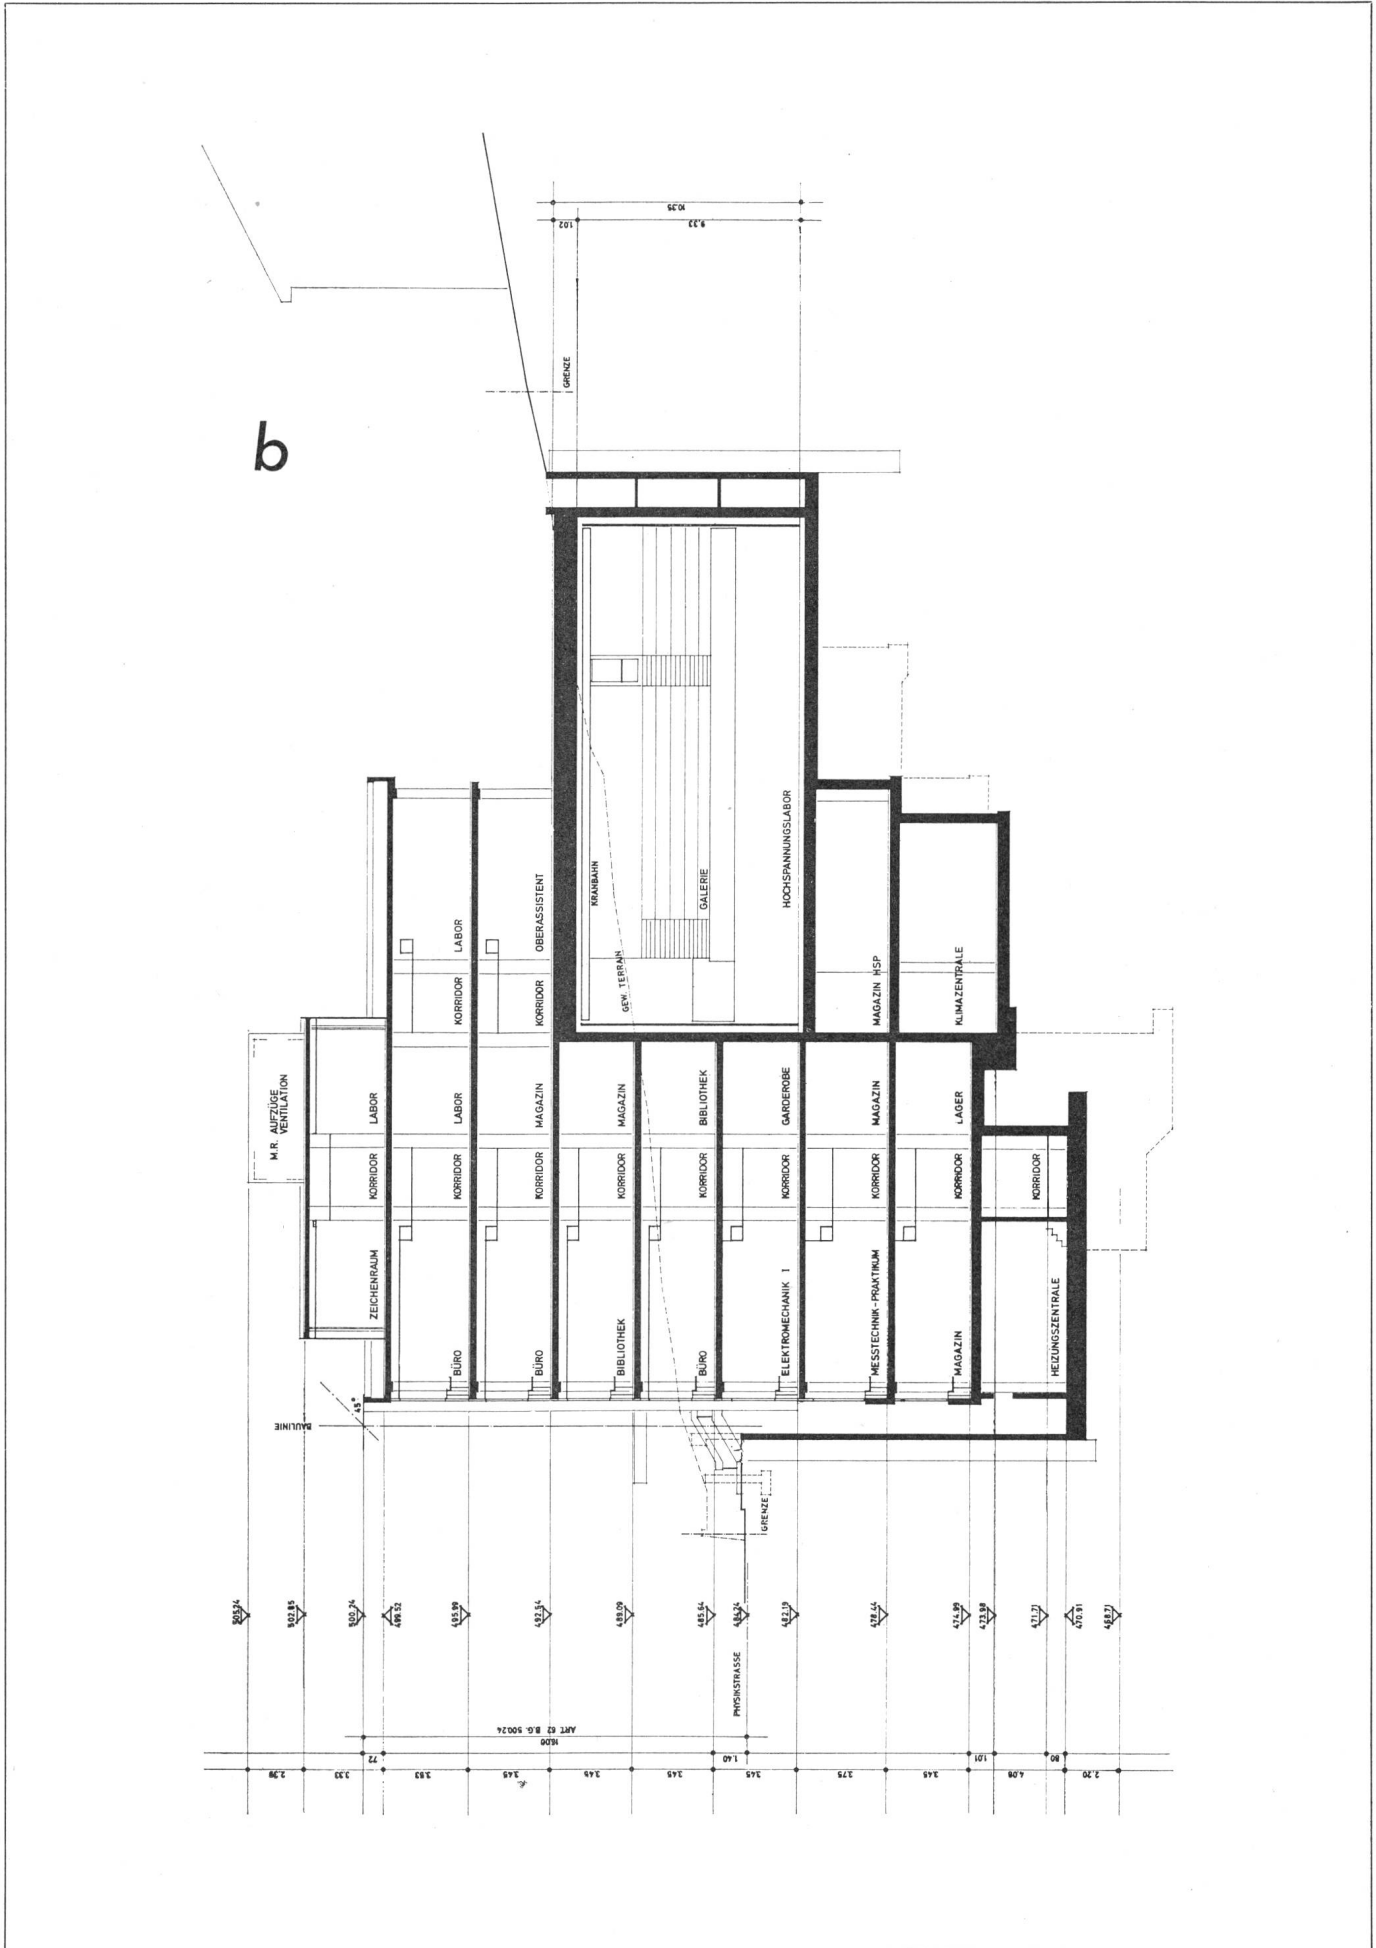 b
10.35
1.02
9.33
GRENZE
KRANBAHN
GEW. TERRAIN
GALERIE
HOCHSPANNUNGSLABOR
LABOR
OBERASSISTENT
KORRIDOR
KORRIDOR
MAGAZIN HSP
KLIMAZENTRALE
M.R. AUFZÜGE
VENTILATION
LABOR
LABOR
MAGAZIN
MAGAZIN
BIBLIOTHEK
GARDEROBE
MAGAZIN
LAGER
KORRIDOR
KORRIDOR
KORRIDOR
KORRIDOR
KORRIDOR
KORRIDOR
KORRIDOR
KORRIDOR
KORRIDOR
ZEICHENRAUM
BÜRO
BÜRO
BIBLIOTHEK
BÜRO
ELEKTROMECHANIK I
MESSTECHNIK-PRAKTIKUM
MAGAZIN
HEIZUNGSZENTRALE
45°
BAULINIE
GRENZE
505.24
502.85
500.24
499.52
495.99
492.54
489.09
485.64
484.24
482.19
478.44
474.99
473.98
471.71
470.91
468.71
PHYSIKSTRASSE
ART 62 B.G. 500.24
16.00
72
1.40
1.01
80
2.39
3.33
3.53
3.45
3.45
3.45
3.45
3.75
3.45
4.08
2.20